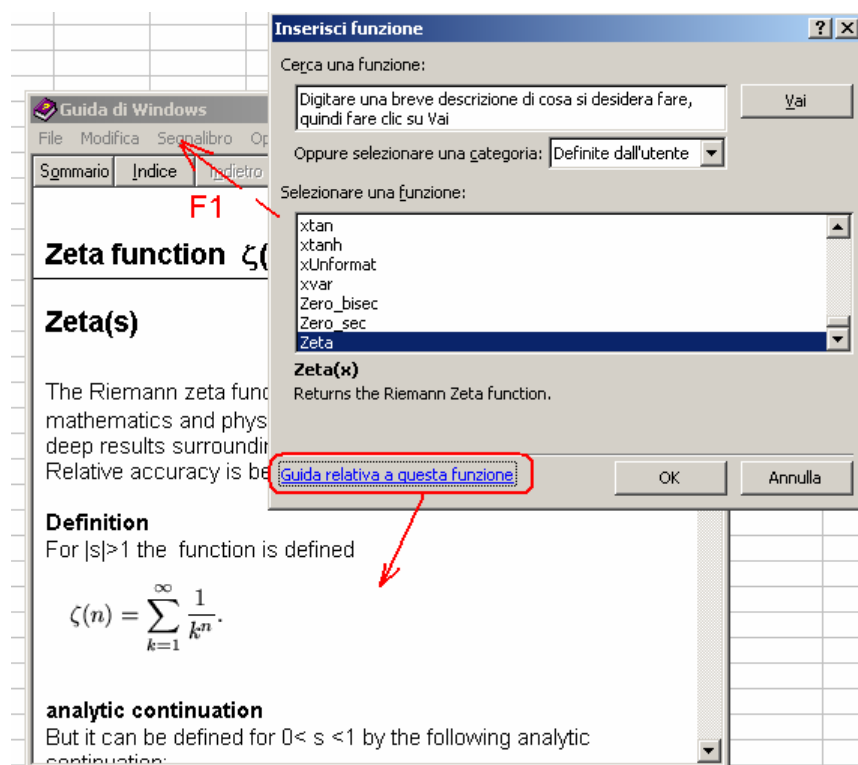 Inserisci funzione
Cerca una funzione:
Digitare una breve descrizione di cosa si desidera fare,
quindi fare clic su Vai
Vai
Oppure selezionare una categoria: Definite dall'utente
Selezionare una funzione:
xtan
xtanh
xUnformat
xvar
Zero_bisec
Zero_sec
Zeta
Zeta(x)
Returns the Riemann Zeta function.
Guida relativa a questa funzione
OK
Annulla
Guida di Windows
File Modifica Segnalibro Op
Sommario Indice Indietro
F1
Zeta function ζ(
Zeta(s)
The Riemann zeta func
mathematics and phys
deep results surroundin
Relative accuracy is be
Definition
For |s|>1 the function is defined
ζ(n) = ∑_{k=1}^{∞} 1/k^n.
analytic continuation
But it can be defined for 0< s <1 by the following analytic
continuation: